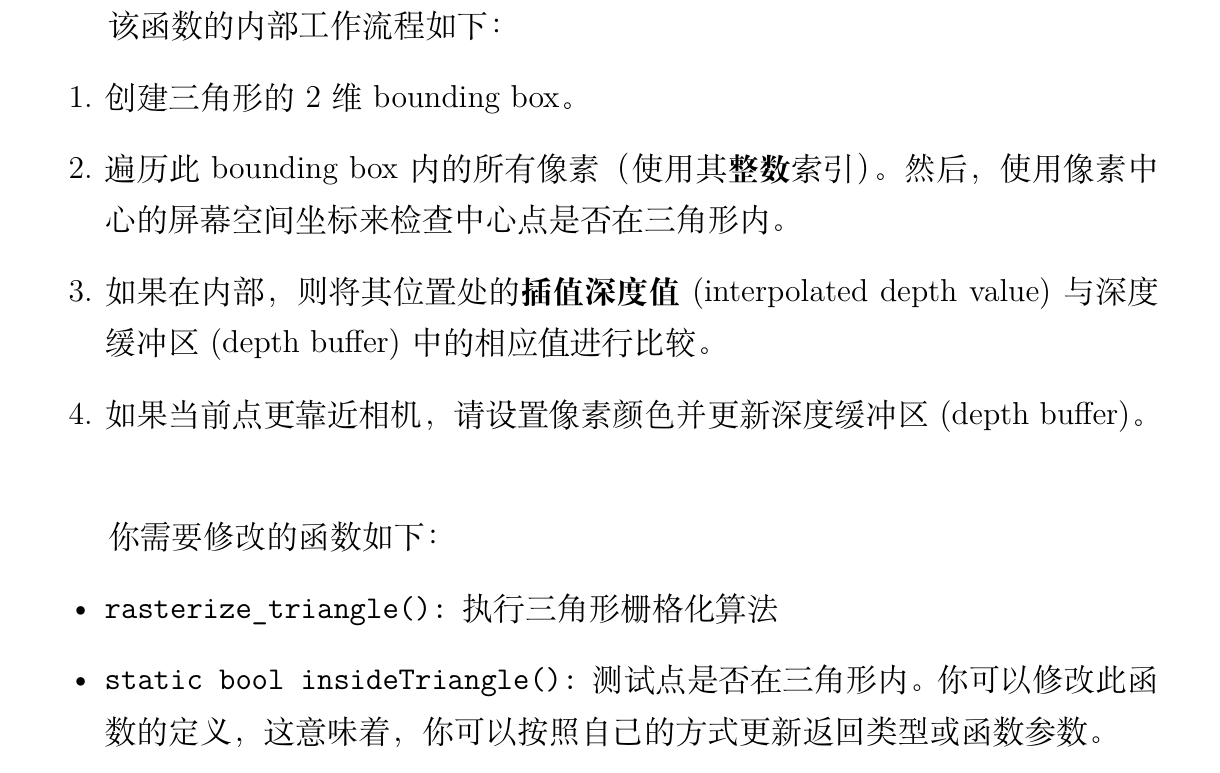 该函数的内部工作流程如下：
1. 创建三角形的 2 维 bounding box。
2. 遍历此 bounding box 内的所有像素（使用其整数索引）。然后，使用像素中
心的屏幕空间坐标来检查中心点是否在三角形内。
3. 如果在内部，则将其位置处的插值深度值 (interpolated depth value) 与深度
缓冲区 (depth buffer) 中的相应值进行比较。
4. 如果当前点更靠近相机，请设置像素颜色并更新深度缓冲区 (depth buffer)。
你需要修改的函数如下：
• rasterize_triangle(): 执行三角形栅格化算法
• static bool insideTriangle(): 测试点是否在三角形内。你可以修改此函
数的定义，这意味着，你可以按照自己的方式更新返回类型或函数参数。